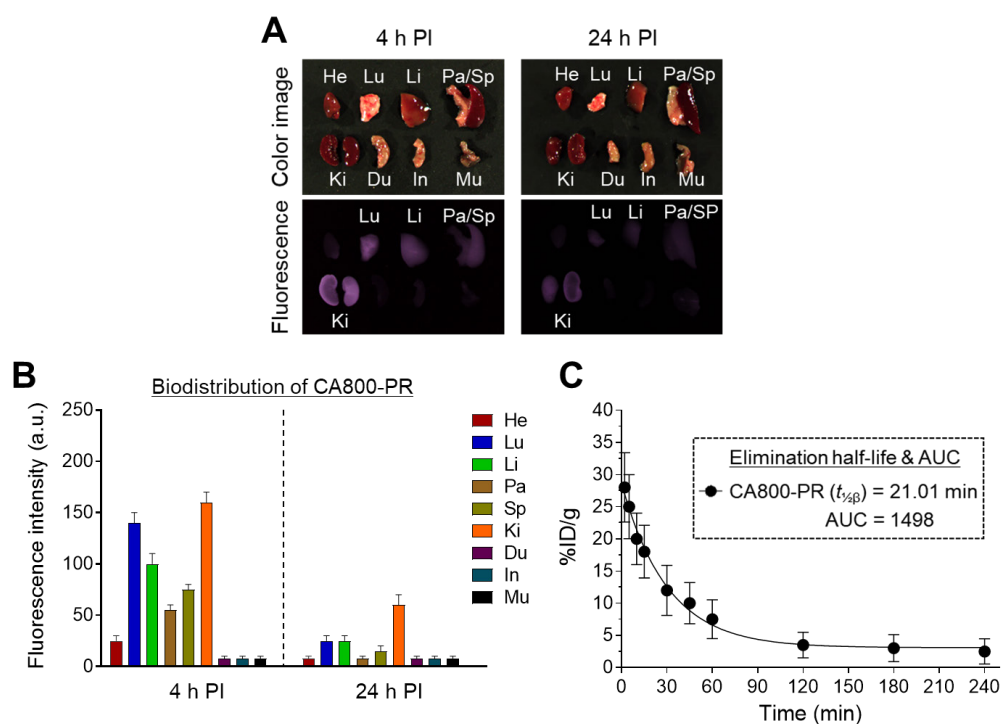 A
4 h PI
24 h PI
Color image
He Lu Li Pa/Sp
Ki Du In Mu
He Lu Li Pa/Sp
Ki Du In Mu
Fluorescence
Lu Li Pa/Sp
Ki
Lu Li Pa/SP
Ki
B
Biodistribution of CA800-PR
Fluorescence intensity (a.u.)
250
200
150
100
50
0
4 h PI
24 h PI
He
Lu
Li
Pa
Sp
Ki
Du
In
Mu
C
%ID/g
40
35
30
25
20
15
10
5
0
Elimination half-life & AUC
CA800-PR (t½β) = 21.01 min
AUC = 1498
0 30 60 90 120 150 180 210 240
Time (min)